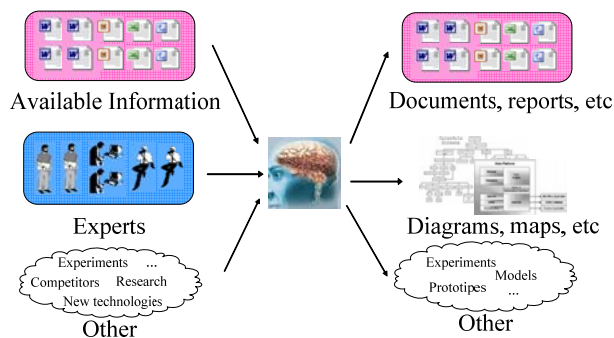 Available Information
Documents, reports, etc
Experts
Diagrams, maps, etc
Experiments ...
Competitors Research
New technologies
Other
Experiments
Models
Prototipes ...
Other